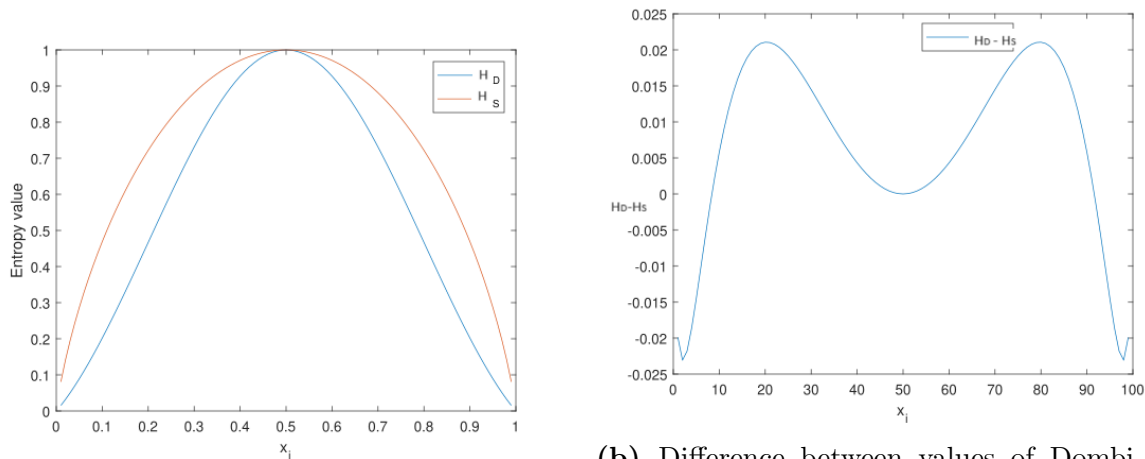 1
0.9
0.8
0.7
0.6
0.5
0.4
0.3
0.2
0.1
0
Entropy value
H D
H S
0 0.1 0.2 0.3 0.4 0.5 0.6 0.7 0.8 0.9 1
x i
0.025
0.02
0.015
0.01
0.005
0
-0.005
-0.01
-0.015
-0.02
-0.025
HD-HS
HD - HS
0 10 20 30 40 50 60 70 80 90 100
x i
(b) Difference between values of Dombi